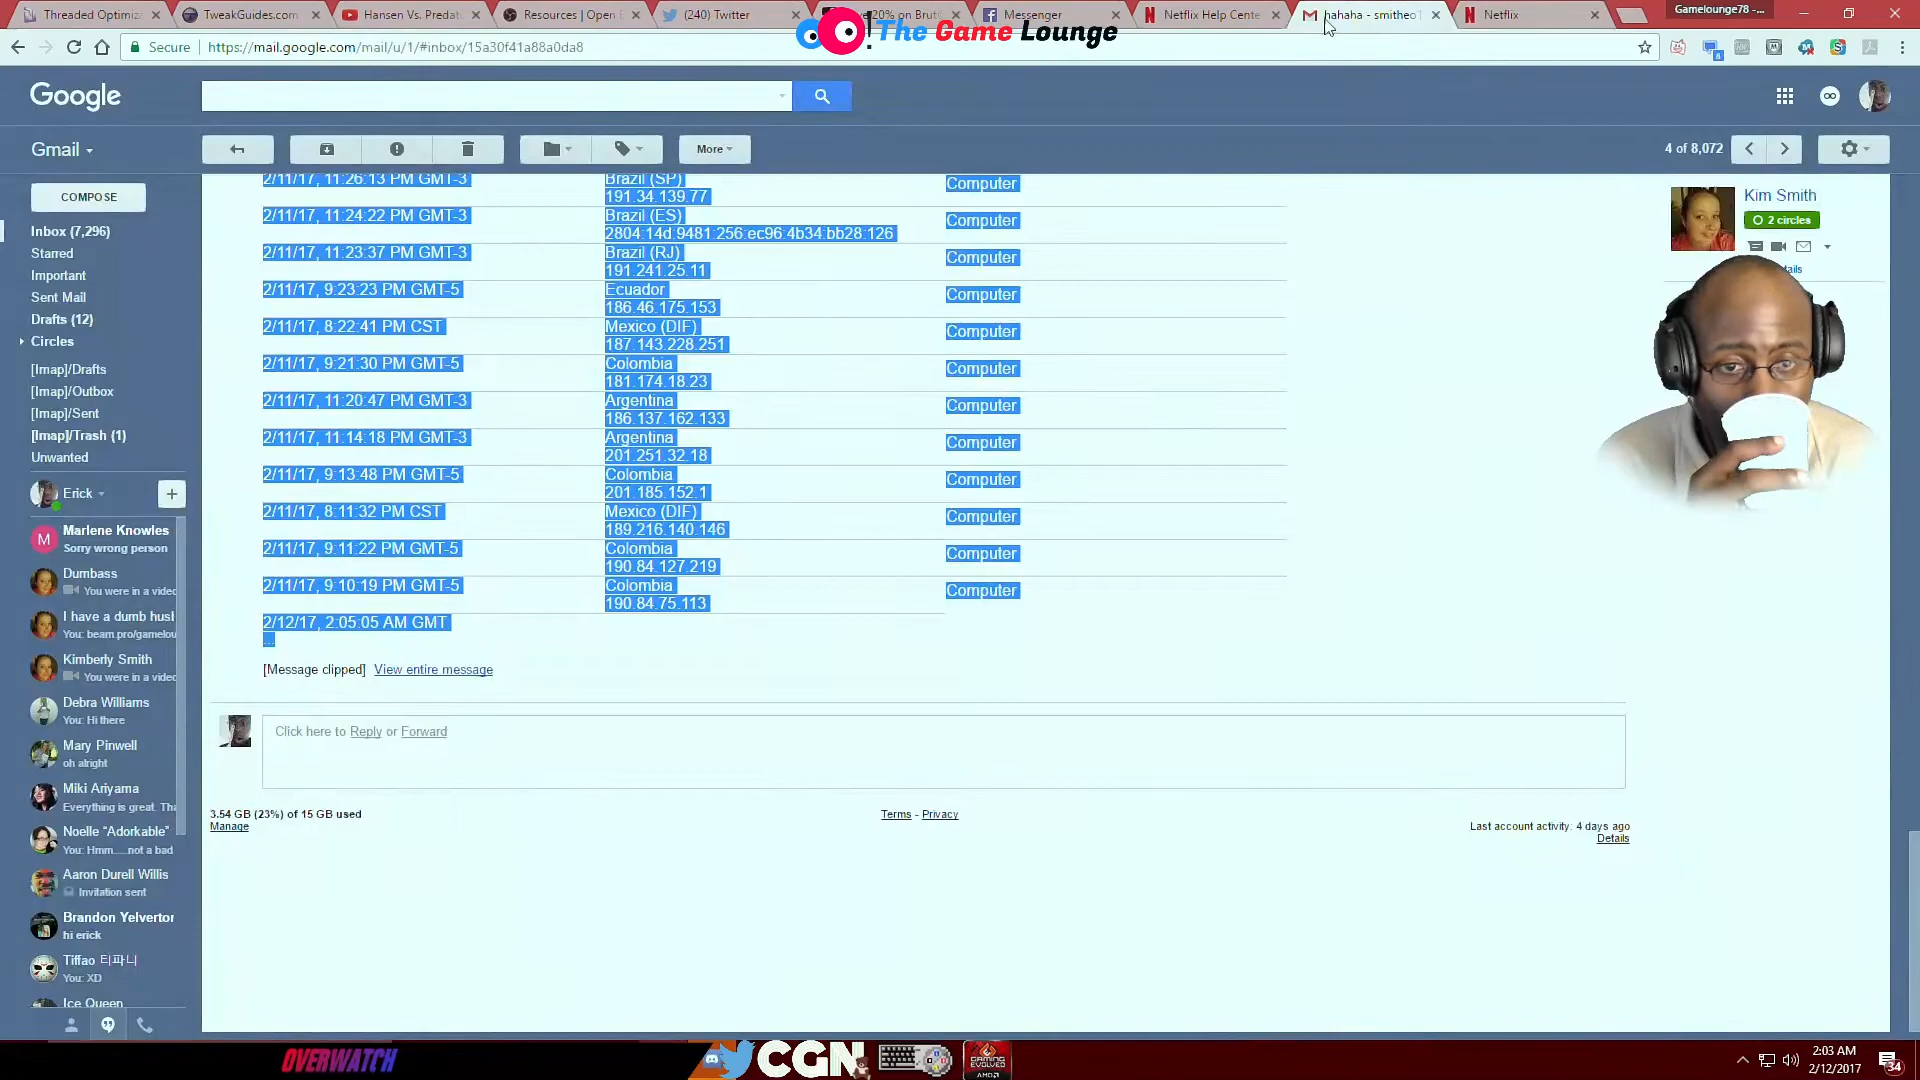 Threaded Optimiz
TweakGuides.com
Hansen Vs. Predat
Resources | Open
(240) Twitter
20% on Brut
Messenger
Netflix Help Cente
hahaha - smitheo1
Netflix
Gamelounge78 -...
The Game Lounge
Secure
https://mail.google.com/mail/u/1/#inbox/15a30f41a88a0da8
Google
Gmail
More
4 of 8,072
COMPOSE
Inbox (7,296)
Starred
Important
Sent Mail
Drafts (12)
Circles
[Imap]/Drafts
[Imap]/Outbox
[Imap]/Sent
[Imap]/Trash (1)
Unwanted
Erick
Marlene Knowles
Sorry wrong person
Dumbass
You were in a video
I have a dumb husb
You: beam.pro/gamelou
Kimberly Smith
You were in a video
Debra Williams
You: Hi there
Mary Pinwell
oh alright
Miki Ariyama
Everything is great. Tha
Noelle “Adorkable”
You: Hmm.....not a bad
Aaron Durell Willis
Invitation sent
Brandon Yelverton
hi erick
Tiffao 티파니
You: XD
Ice Queen
2/11/17, 11:26:13 PM GMT-3
Brazil (SP)
191.34.139.77
Computer
2/11/17, 11:24:22 PM GMT-3
Brazil (ES)
2804:14d:9481:256:ec96:4b34:bb28:126
Computer
2/11/17, 11:23:37 PM GMT-3
Brazil (RJ)
191.241.25.11
Computer
2/11/17, 9:23:23 PM GMT-5
Ecuador
186.46.175.153
Computer
2/11/17, 8:22:41 PM CST
Mexico (DIF)
187.143.228.251
Computer
2/11/17, 9:21:30 PM GMT-5
Colombia
181.174.18.23
Computer
2/11/17, 11:20:47 PM GMT-3
Argentina
186.137.162.133
Computer
2/11/17, 11:14:18 PM GMT-3
Argentina
201.251.32.18
Computer
2/11/17, 9:13:48 PM GMT-5
Colombia
201.185.152.1
Computer
2/11/17, 8:11:32 PM CST
Mexico (DIF)
189.216.140.146
Computer
2/11/17, 9:11:22 PM GMT-5
Colombia
190.84.127.219
Computer
2/11/17, 9:10:19 PM GMT-5
Colombia
190.84.75.113
Computer
2/12/17, 2:05:05 AM GMT
...
[Message clipped] View entire message
Click here to Reply or Forward
3.54 GB (23%) of 15 GB used
Manage
Terms - Privacy
Last account activity: 4 days ago
Details
Kim Smith
2 circles
OVERWATCH
CGN
GAMING
EVOLVED
AMD
2:03 AM
2/12/2017
34